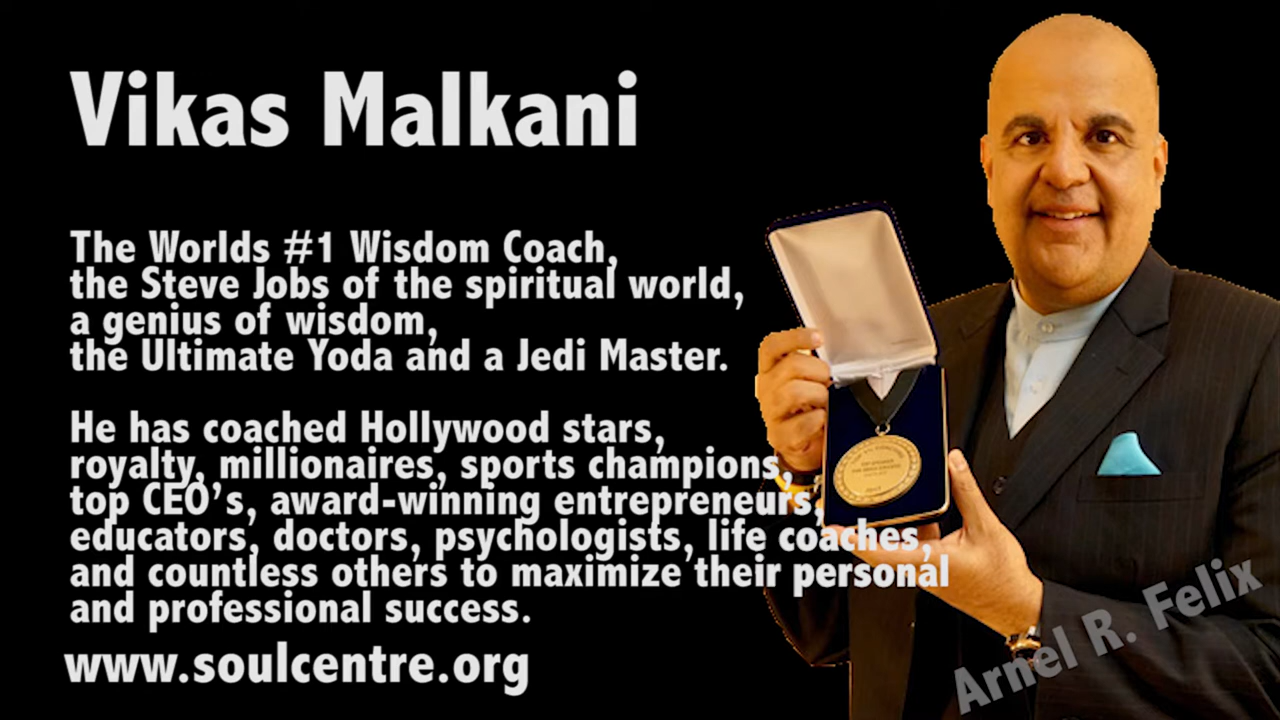 Vikas Malkani
The Worlds #1 Wisdom Coach,
the Steve Jobs of the spiritual world,
a genius of wisdom,
the Ultimate Yoda and a Jedi Master.
He has coached Hollywood stars,
royalty, millionaires, sports champions,
top CEO's, award-winning entrepreneurs,
educators, doctors, psychologists, life coaches,
and countless others to maximize their personal
and professional success.
www.soulcentre.org
Arnel R. Felix